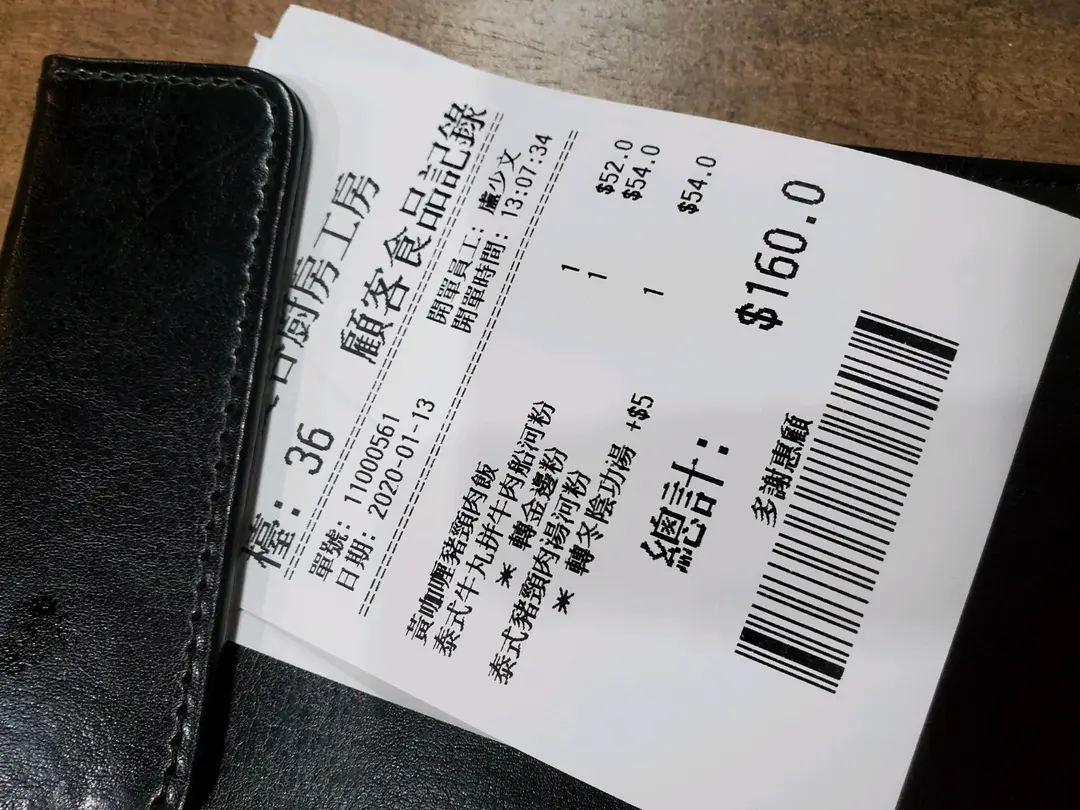 廚房工房
檯: 36
顧客食品記錄
單號: 11000561 開單員工: 盧少文
日期: 2020-01-13 開單時間: 13:07:34
黃咖喱豬頸肉飯 1 $52.0
泰式牛丸拼牛肉船河粉 1 $54.0
* 轉金邊粉
泰式豬頸肉湯河粉 1 $54.0
* 轉冬陰功湯 +$5
總計: $160.0
多謝惠顧